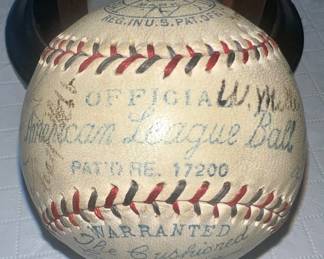 REG. IN U.S. PAT. OFF.
OFFICIAL
American League Ball
PAT'D RE. 17200
WARRANTED
The Cushioned